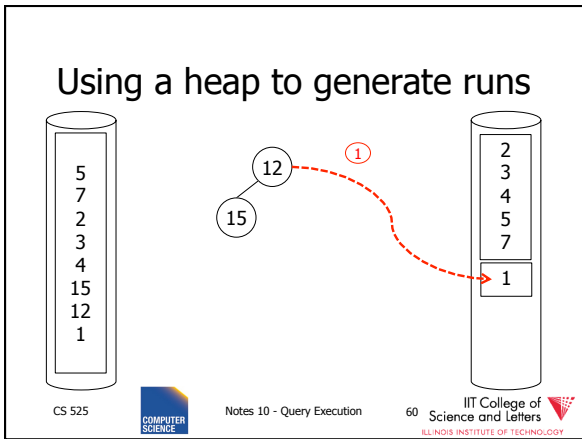 Using a heap to generate runs
5
7
2
3
4
15
12
1
12
15
1
2
3
4
5
7
1
CS 525
COMPUTER
SCIENCE
Notes 10 - Query Execution
60
IIT College of
Science and Letters
ILLINOIS INSTITUTE OF TECHNOLOGY